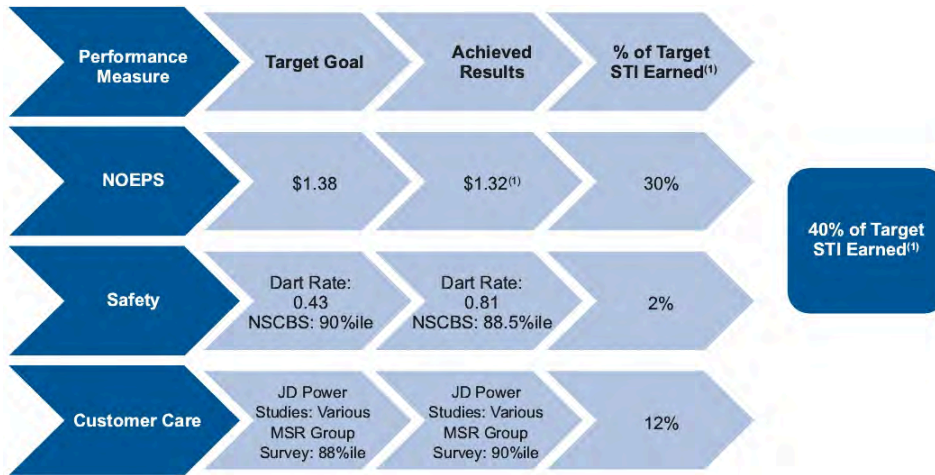 Performance
Measure
Target Goal
Achieved
Results
% of Target
STI Earned(1)
NOEPS
$1.38
$1.32(1)
30%
Safety
Dart Rate:
0.43
NSCBS: 90%ile
Dart Rate:
0.81
NSCBS: 88.5%ile
2%
Customer Care
JD Power
Studies: Various
MSR Group
Survey: 88%ile
JD Power
Studies: Various
MSR Group
Survey: 90%ile
12%
40% of Target
STI Earned(1)